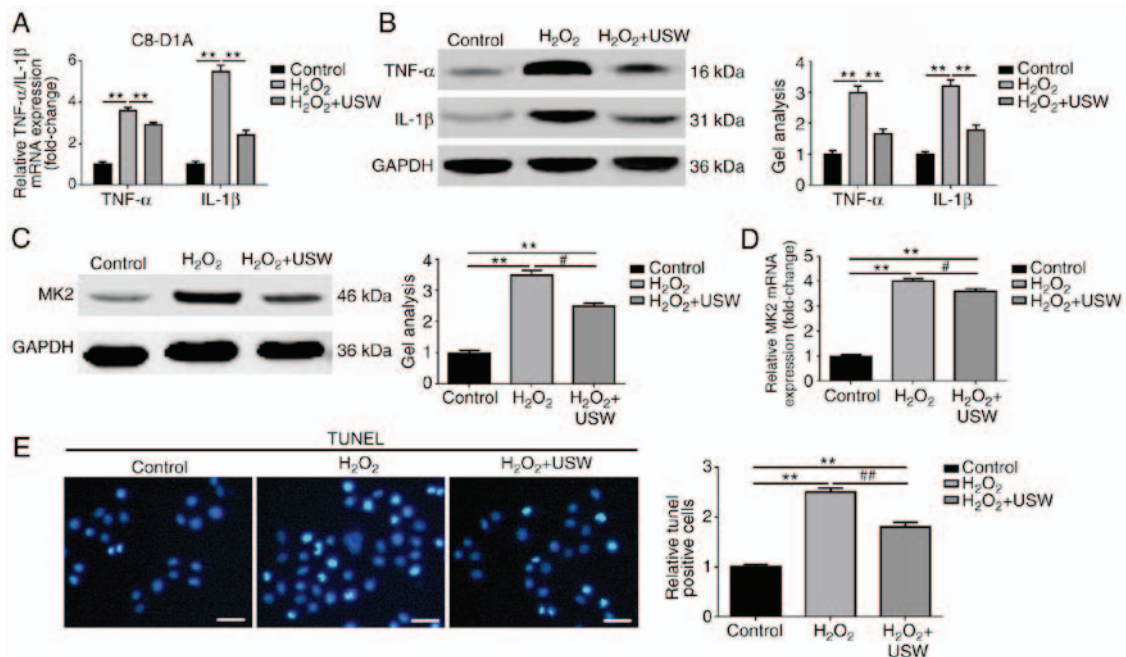 A
C8-D1A
Relative TNF-α/IL-1β
mRNA expression
(fold-change)
6
4
2
0
** ** ** **
TNF-α IL-1β
Control
H₂O₂
H₂O₂+USW
B
Control H₂O₂ H₂O₂+USW
TNF-α 16 kDa
IL-1β 31 kDa
GAPDH 36 kDa
Gel analysis
4
3
2
1
0
** ** ** **
TNF-α IL-1β
Control
H₂O₂
H₂O₂+USW
C
Control H₂O₂ H₂O₂+USW
MK2 46 kDa
GAPDH 36 kDa
Gel analysis
4
3
2
1
0
**
** #
Control H₂O₂ H₂O₂+
USW
Control
H₂O₂
H₂O₂+USW
D
Relative MK2 mRNA
expression (fold-change)
5
4
3
2
1
0
**
** #
Control H₂O₂ H₂O₂+
USW
Control
H₂O₂
H₂O₂+USW
E
TUNEL
Control H₂O₂ H₂O₂+USW
Relative tunel
positive cells
3
2
1
0
**
** ##
Control H₂O₂ H₂O₂+
USW
Control
H₂O₂
H₂O₂+USW